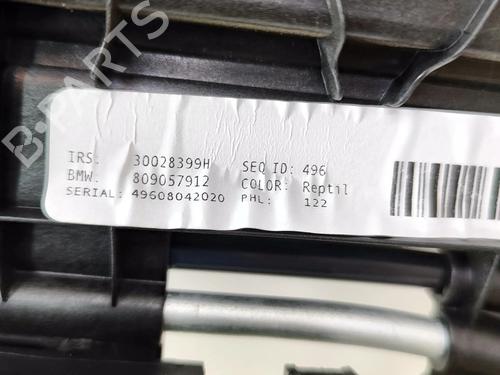 B-PARTS
IRS: 30028399H SEQ ID: 496
BMW: 809057912 COLOR: Reptil
SERIAL: 49608042020 PHL: 122